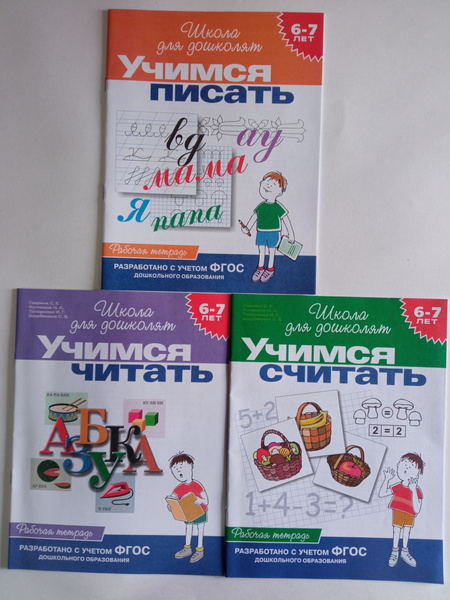 Школа
для дошколят
6-7
ЛЕТ
Учимся
писать
вд
ау
мама
я папа
Рабочая тетрадь
РАЗРАБОТАНО С УЧЕТОМ ФГОС
ДОШКОЛЬНОГО ОБРАЗОВАНИЯ
Школа
для дошколят
6-7
ЛЕТ
Учимся
читать
АЗБУКА
Рабочая тетрадь
РАЗРАБОТАНО С УЧЕТОМ ФГОС
ДОШКОЛЬНОГО ОБРАЗОВАНИЯ
Школа
для дошколят
6-7
ЛЕТ
Учимся
считать
5+2
=
2 = 2
1+4-3=?
Рабочая тетрадь
РАЗРАБОТАНО С УЧЕТОМ ФГОС
ДОШКОЛЬНОГО ОБРАЗОВАНИЯ